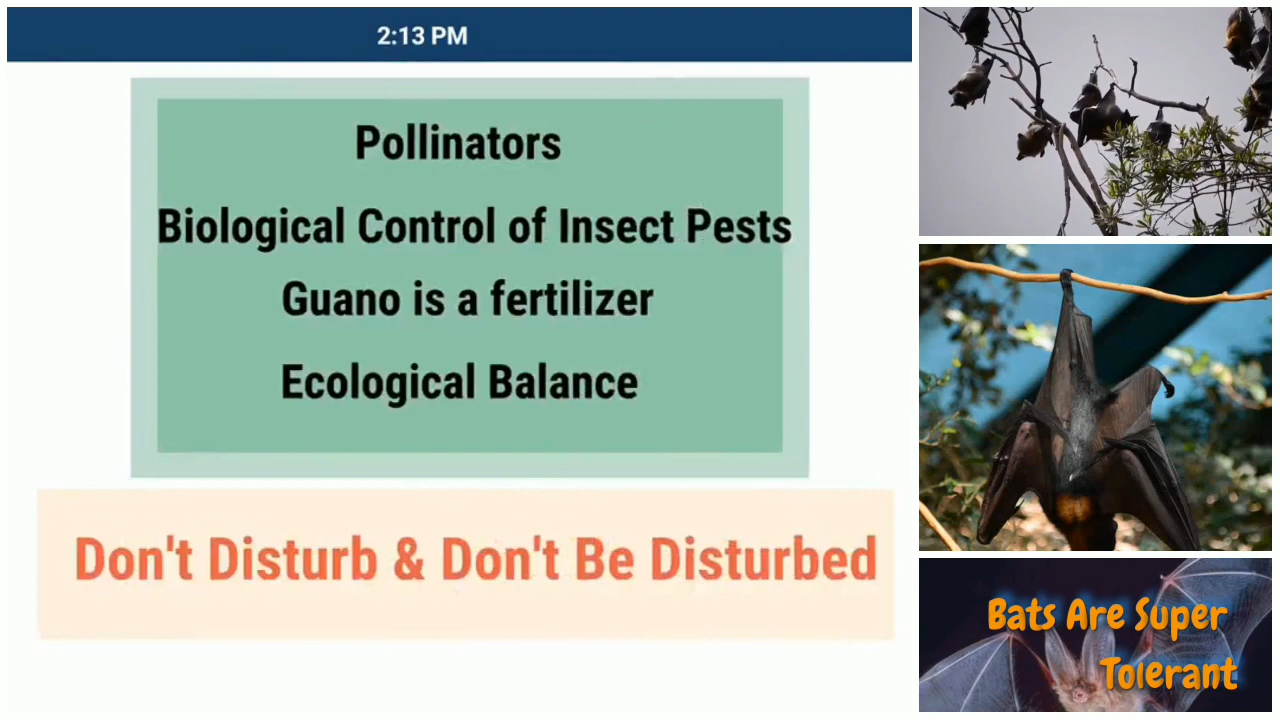 2:13 PM
Pollinators
Biological Control of Insect Pests
Guano is a fertilizer
Ecological Balance
Don't Disturb & Don't Be Disturbed
Bats Are Super
Tolerant